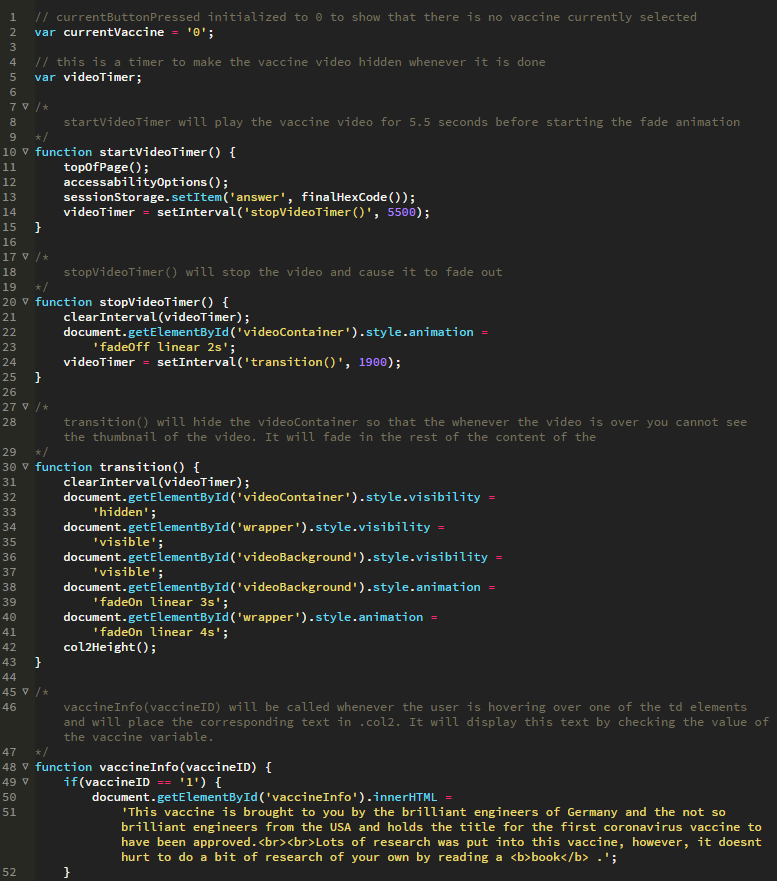 1 // currentButtonPressed initialized to 0 to show that there is no vaccine currently selected
2 var currentVaccine = '0';
3
4 // this is a timer to make the vaccine video hidden whenever it is done
5 var videoTimer;
6
7 /*
8 startVideoTimer will play the vaccine video for 5.5 seconds before starting the fade animation
9 */
10 function startVideoTimer() {
11 topOfPage();
12 accessabilityOptions();
13 sessionStorage.setItem('answer', finalHexCode());
14 videoTimer = setInterval('stopVideoTimer()', 5500);
15 }
16
17 /*
18 stopVideoTimer() will stop the video and cause it to fade out
19 */
20 function stopVideoTimer() {
21 clearInterval(videoTimer);
22 document.getElementById('videoContainer').style.animation =
23 'fadeOff linear 2s';
24 videoTimer = setInterval('transition()', 1900);
25 }
26
27 /*
28 transition() will hide the videoContainer so that the whenever the video is over you cannot see
the thumbnail of the video. It will fade in the rest of the content of the
29 */
30 function transition() {
31 clearInterval(videoTimer);
32 document.getElementById('videoContainer').style.visibility =
33 'hidden';
34 document.getElementById('wrapper').style.visibility =
35 'visible';
36 document.getElementById('videoBackground').style.visibility =
37 'visible';
38 document.getElementById('videoBackground').style.animation =
39 'fadeOn linear 3s';
40 document.getElementById('wrapper').style.animation =
41 'fadeOn linear 4s';
42 col2Height();
43 }
44
45 /*
46 vaccineInfo(vaccineID) will be called whenever the user is hovering over one of the td elements
and will place the corresponding text in .col2. It will display this text by checking the value of
the vaccine variable.
47 */
48 function vaccineInfo(vaccineID) {
49 if(vaccineID == '1') {
50 document.getElementById('vaccineInfo').innerHTML =
51 'This vaccine is brought to you by the brilliant engineers of Germany and the not so
brilliant engineers from the USA and holds the title for the first coronavirus vaccine to
have been approved.<br><br>Lots of research was put into this vaccine, however, it doesnt
hurt to do a bit of research of your own by reading a <b>book</b> .';
52 }